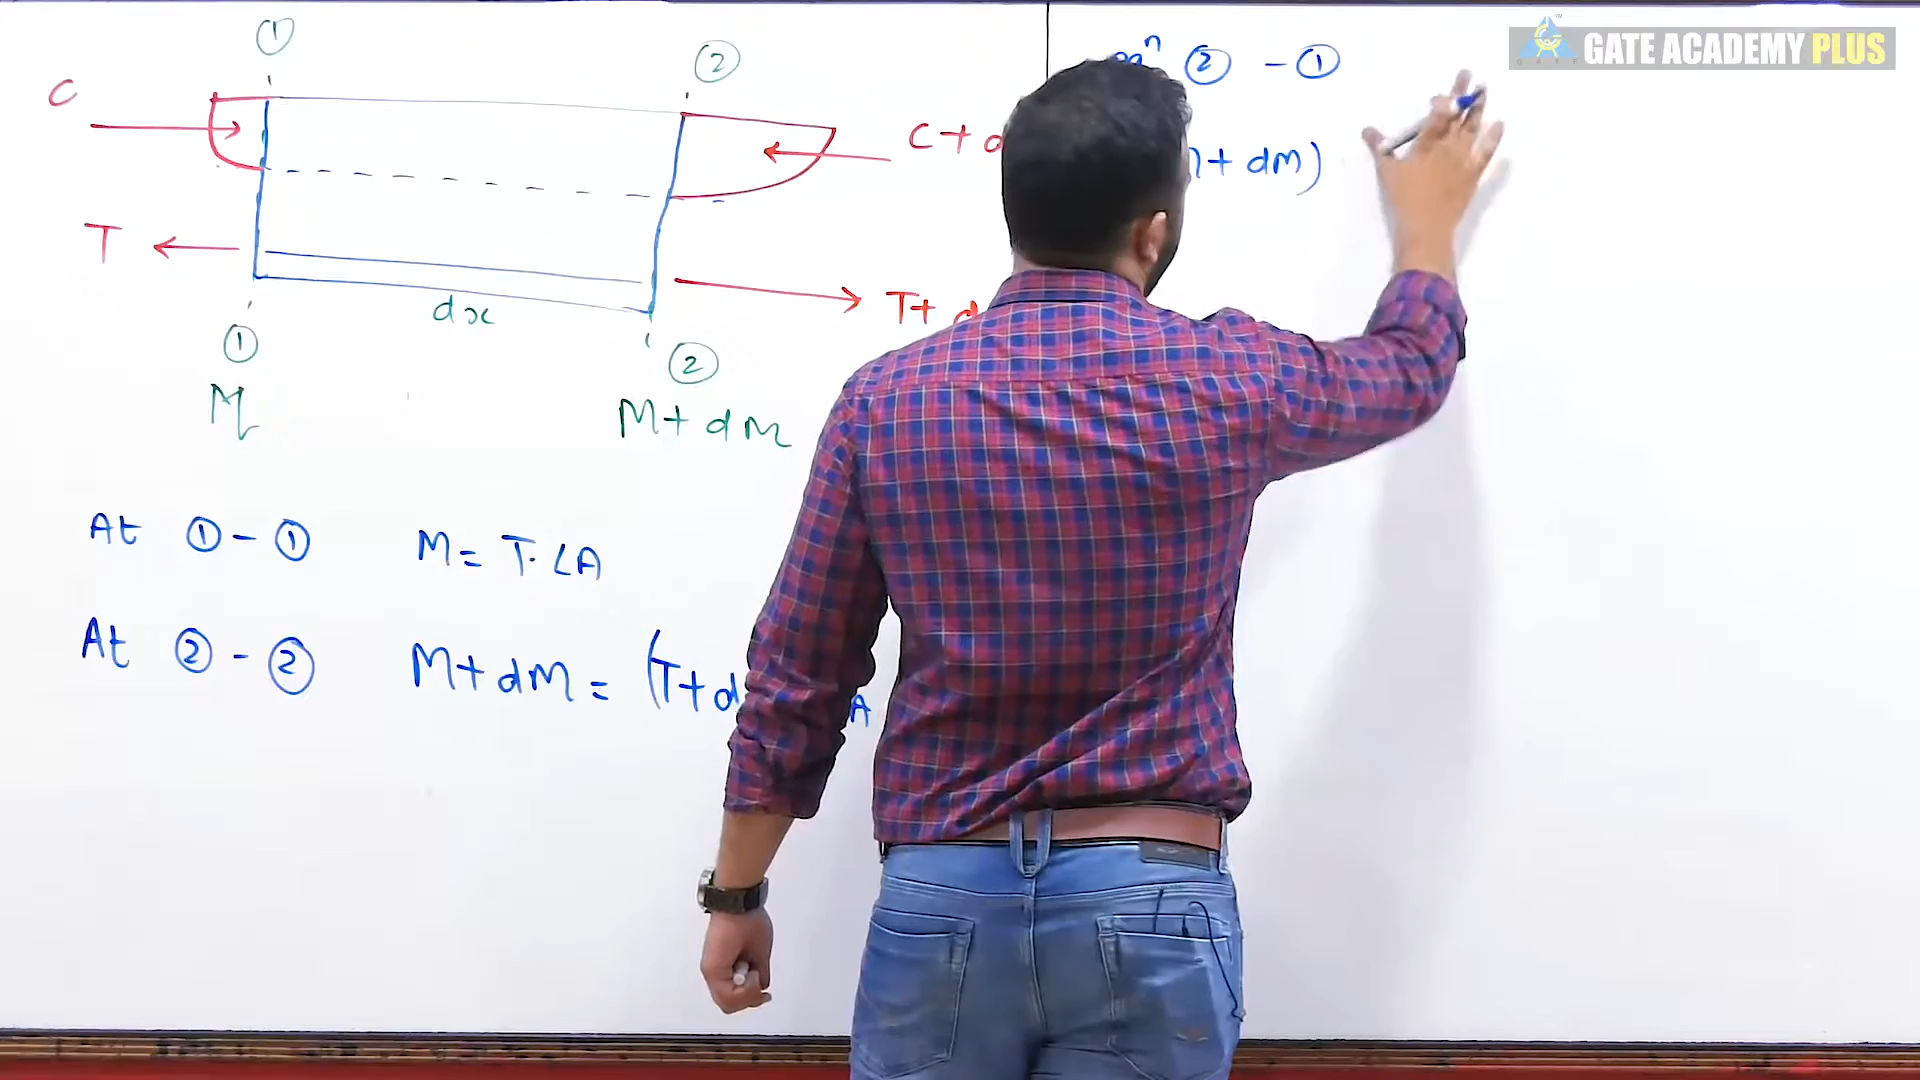 ① ②
C C + d
T T + d
dx
① ②
M M + dM
At ① - ① M = T. LA
At ② - ② M + dM = (T + d A
n ② - ①
+ dM)
GATE ACADEMY PLUS